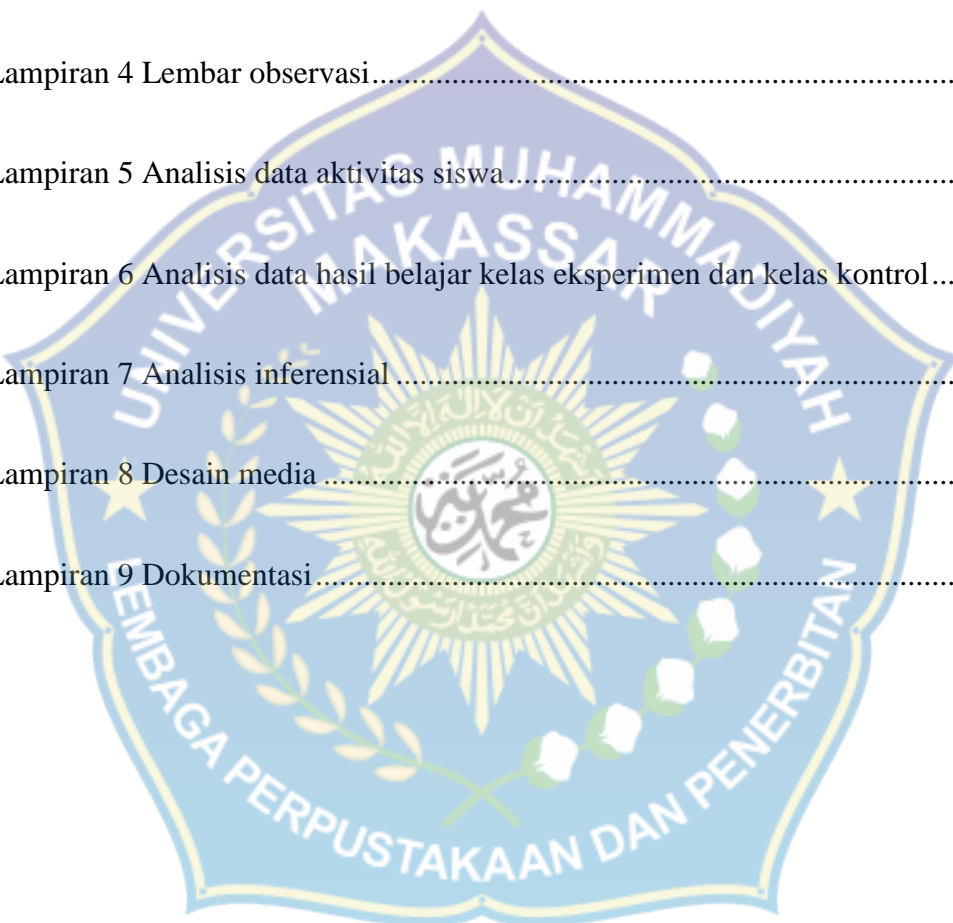 Lampiran 4 Lembar observasi................................................................................
Lampiran 5 Analisis data aktivitas siswa.............................................................
Lampiran 6 Analisis data hasil belajar kelas eksperimen dan kelas kontrol...
Lampiran 7 Analisis inferensial............................................................................
Lampiran 8 Desain media.....................................................................................
Lampiran 9 Dokumentasi......................................................................................
UNIVERSITAS MUHAMMADIYAH
MAKASSAR
محمدية
LEMBAGA PERPUSTAKAAN DAN PENERBITAN